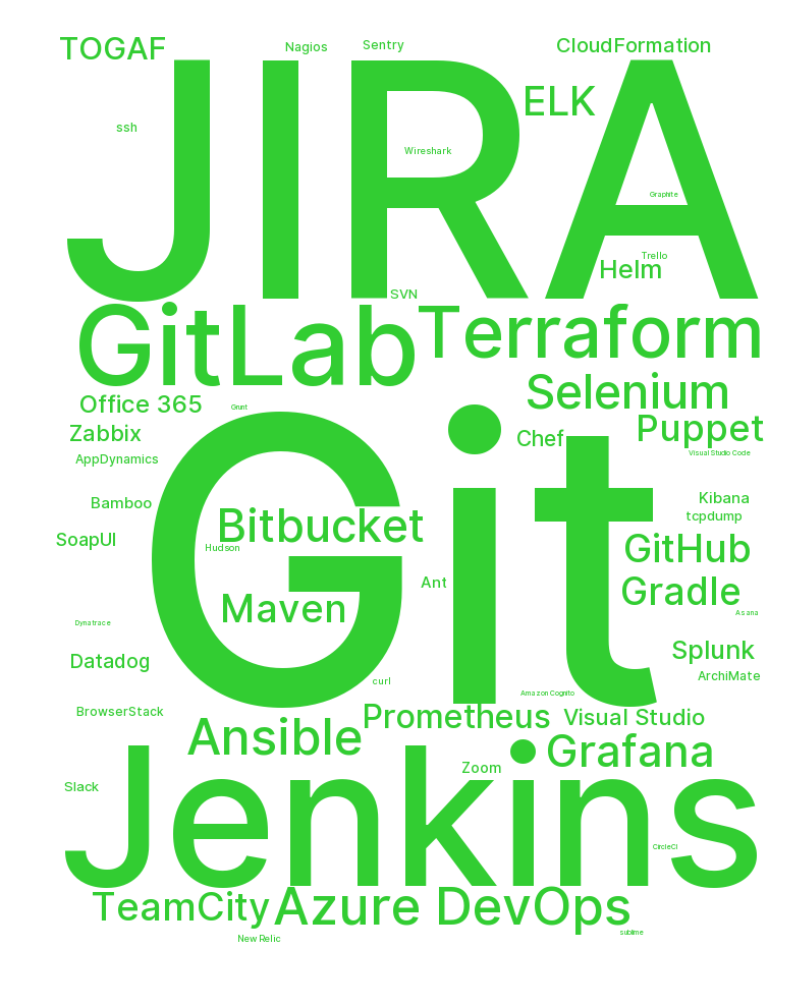 TOGAF
Nagios
Sentry
CloudFormation
JIRA
ELK
ssh
Wireshark
Graphite
Trello
Helm
SVN
GitLab
Terraform
Selenium
Office 365
Grunt
Puppet
Zabbix
Chef
Visual Studio Code
AppDynamics
Git
Kibana
Bamboo
tcpdump
Bitbucket
SoapUI
Hudson
GitHub
Ant
Gradle
Maven
Asana
Dynatrace
Splunk
Datadog
ArchiMate
curl
Amazon Cognito
BrowserStack
Prometheus
Visual Studio
Ansible
Grafana
Zoom
Slack
Jenkins
CircleCI
TeamCity
Azure DevOps
sublime
New Relic